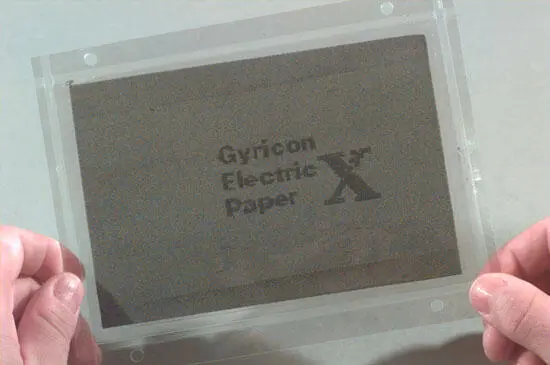 Gyricon
Electric
Paper
X